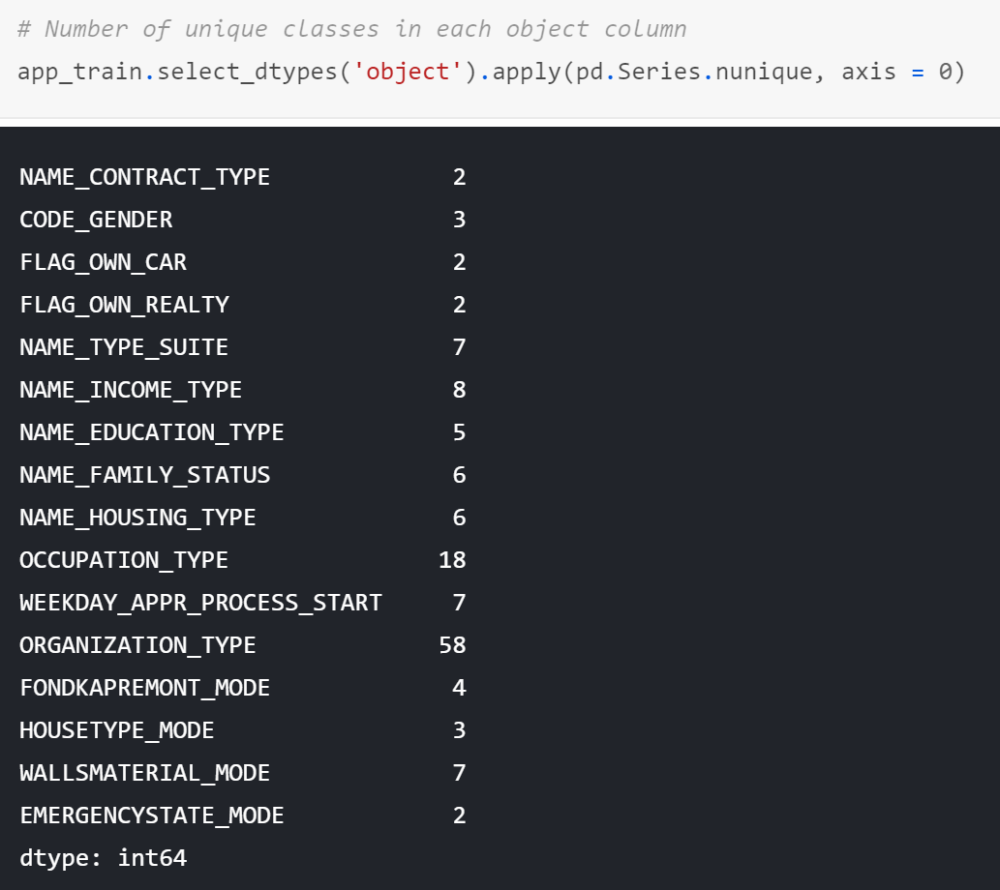 # Number of unique classes in each object column
app_train.select_dtypes('object').apply(pd.Series.nunique, axis = 0)
NAME_CONTRACT_TYPE 2
CODE_GENDER 3
FLAG_OWN_CAR 2
FLAG_OWN_REALTY 2
NAME_TYPE_SUITE 7
NAME_INCOME_TYPE 8
NAME_EDUCATION_TYPE 5
NAME_FAMILY_STATUS 6
NAME_HOUSING_TYPE 6
OCCUPATION_TYPE 18
WEEKDAY_APPR_PROCESS_START 7
ORGANIZATION_TYPE 58
FONDKAPREMONT_MODE 4
HOUSETYPE_MODE 3
WALLSMATERIAL_MODE 7
EMERGENCYSTATE_MODE 2
dtype: int64